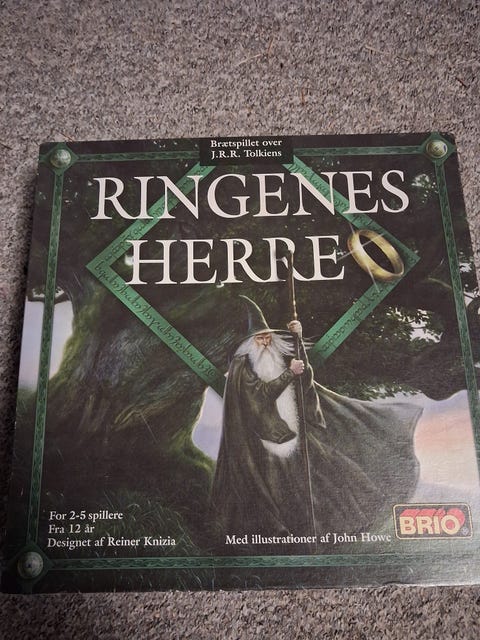 Brætspillet over
J.R.R. Tolkiens
RINGENES
HERRE
For 2-5 spillere
Fra 12 år
Designet af Reiner Knizia
Med illustrationer af John Howe
BRIO